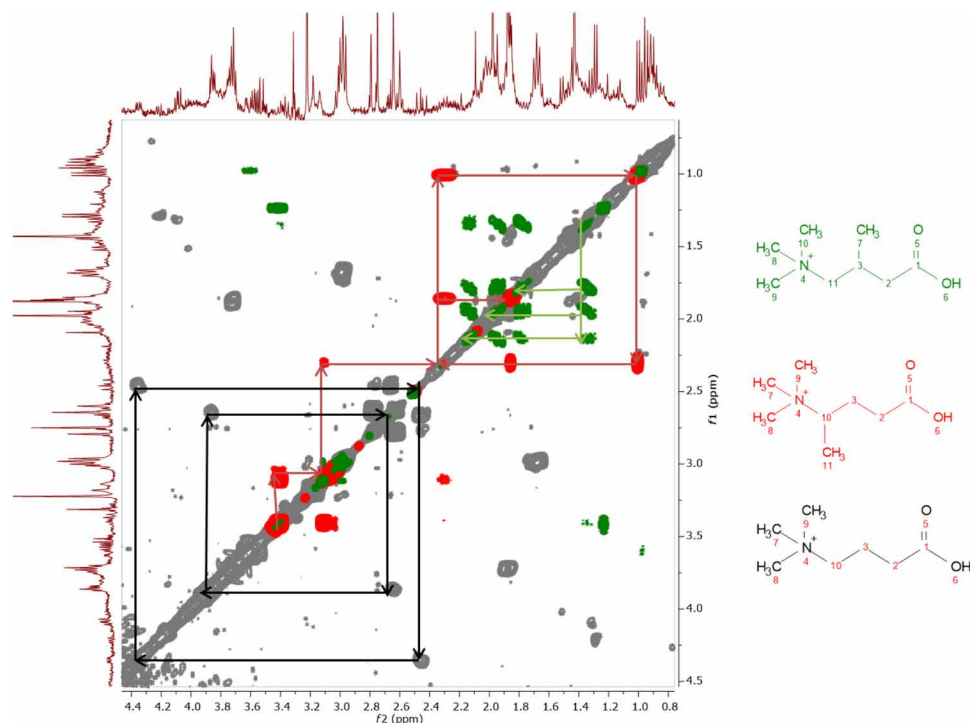 1.0
1.5
2.0
2.5
3.0
3.5
4.0
4.5
f1 (ppm)
4.4 4.2 4.0 3.8 3.6 3.4 3.2 3.0 2.8 2.6 2.4 2.2 2.0 1.8 1.6 1.4 1.2 1.0 0.8
f2 (ppm)
CH₃ CH₃ O
10 7 5
H₃C 8 N⁺ 3 1
4 11 2 OH
H₃C 6
9
CH₃ O
9 5
H₃C 7 N⁺ 3 1
4 10 2 OH
H₃C 6
8 CH₃
11
CH₃ O
9 5
H₃C 7 N⁺ 3 1
4 10 2 OH
H₃C 6
8